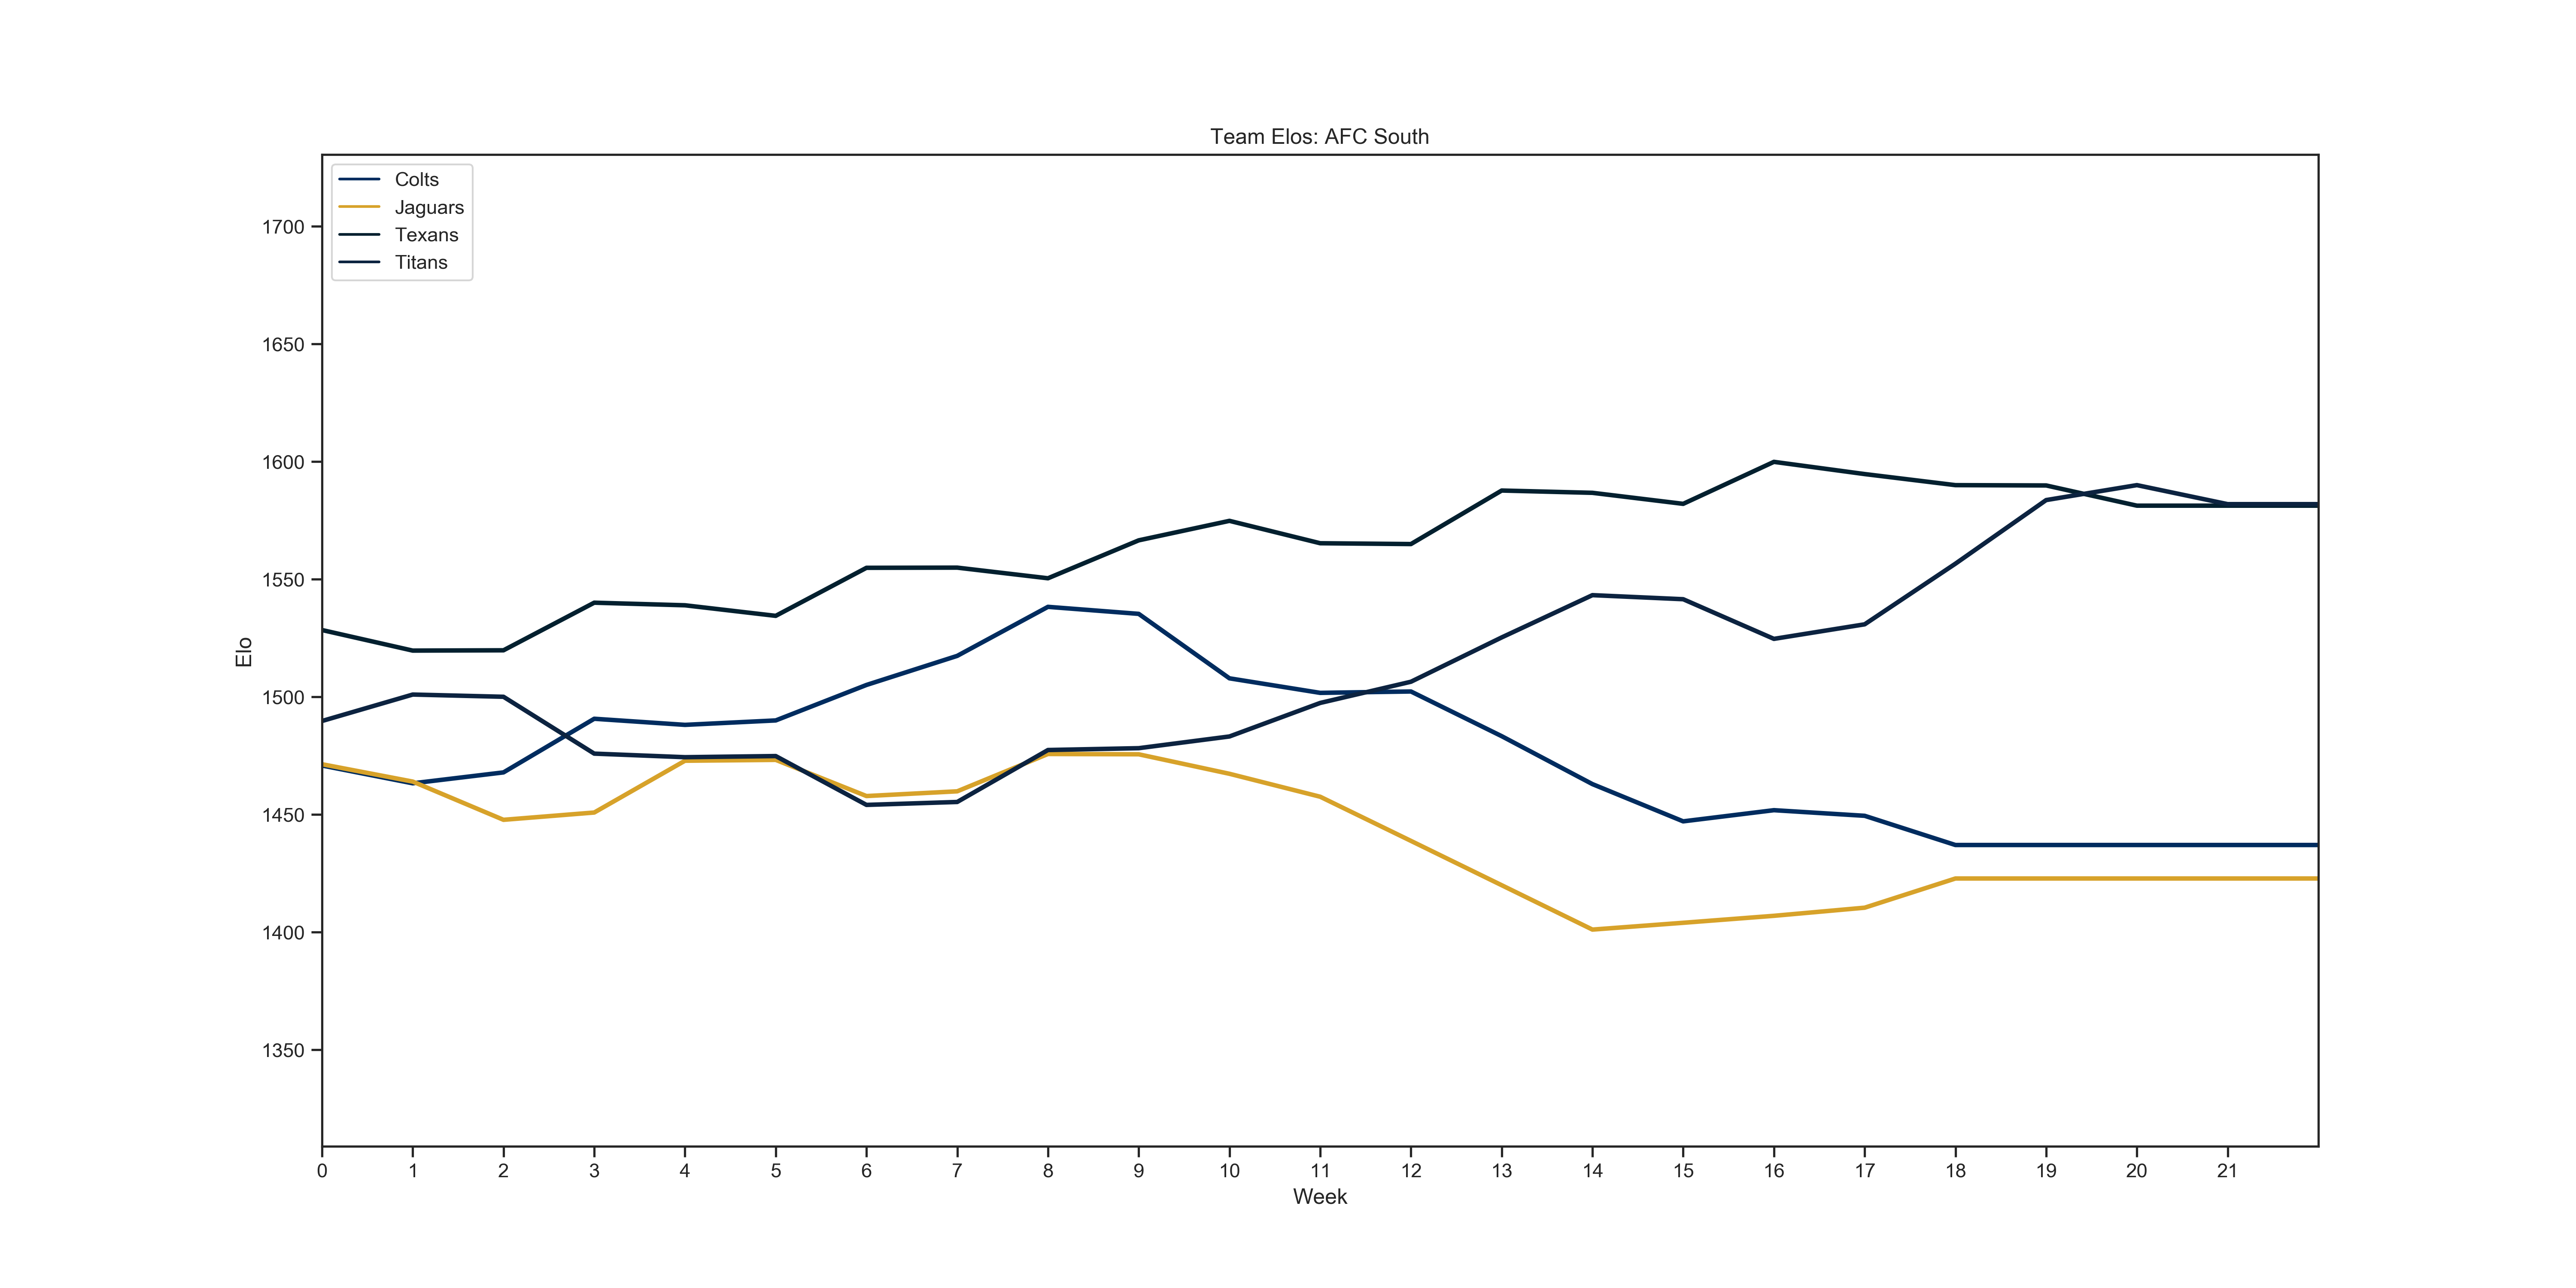 Team Elos: AFC South
Colts
Jaguars
Texans
Titans
1700
1650
1600
1550
1500
1450
1400
1350
Elo
0 1 2 3 4 5 6 7 8 9 10 11 12 13 14 15 16 17 18 19 20 21
Week